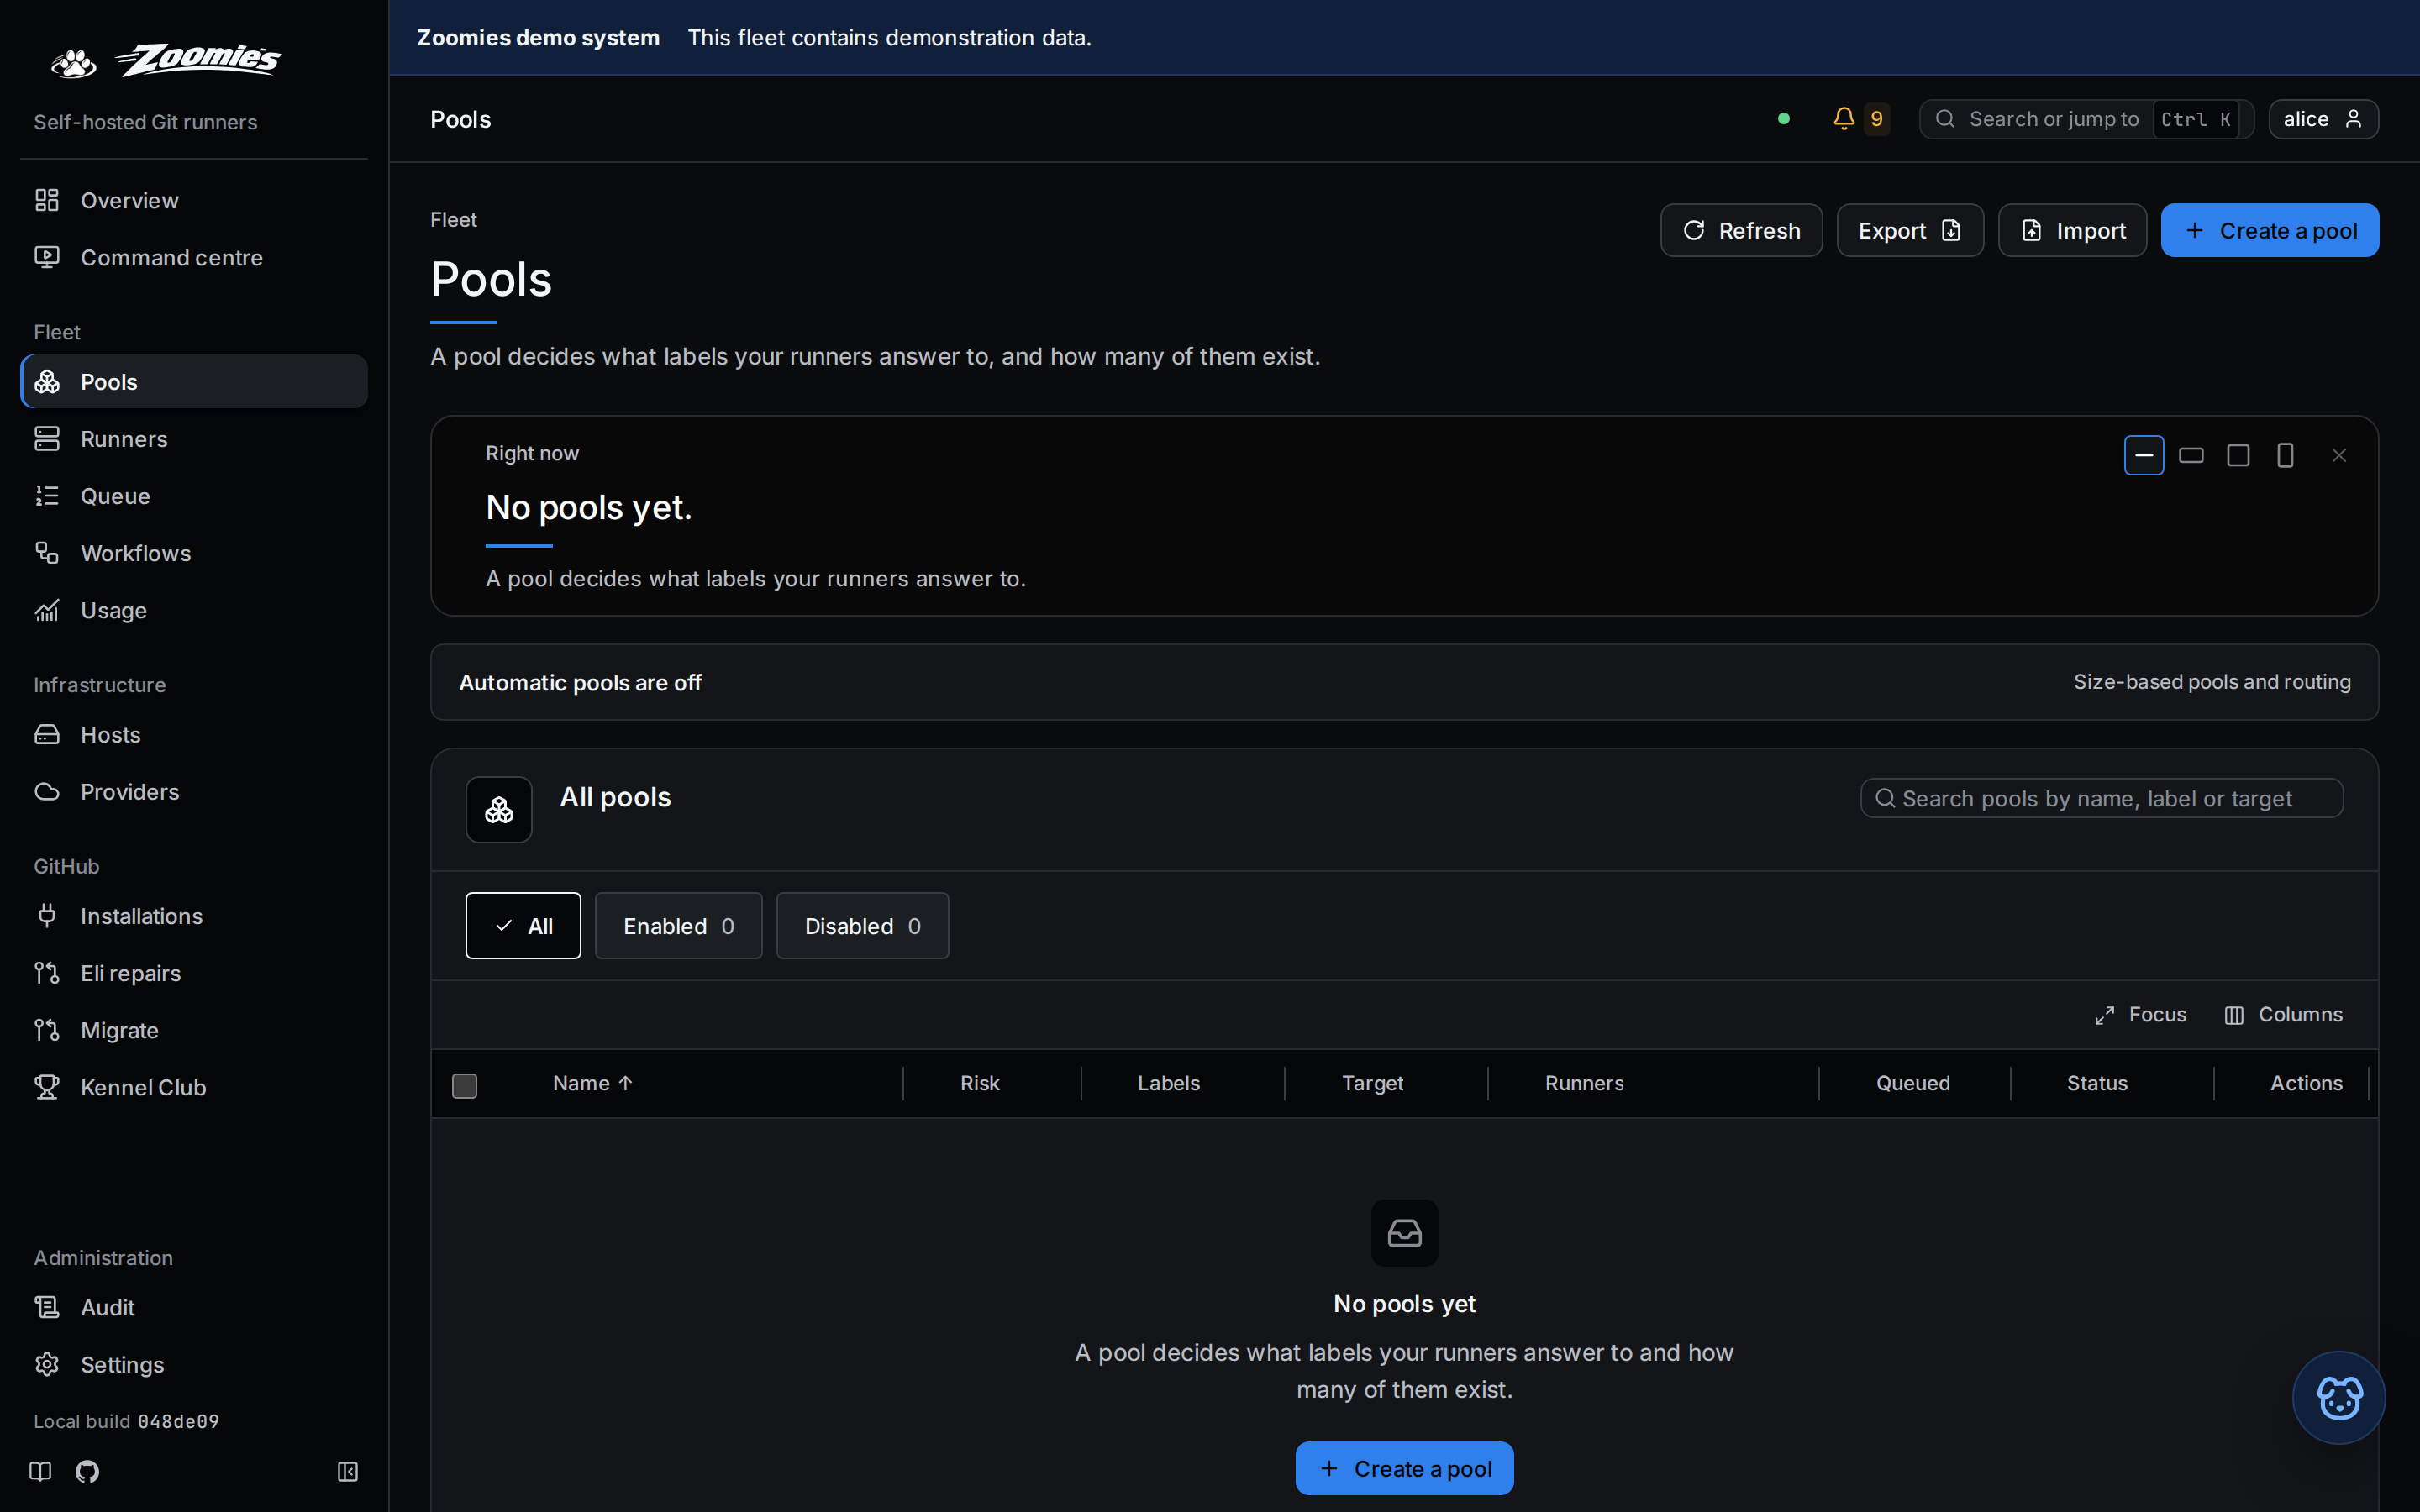 Zoomies
Self-hosted Git runners
Overview
Command centre
Fleet
Pools
Runners
Queue
Workflows
Usage
Infrastructure
Hosts
Providers
GitHub
Installations
Eli repairs
Migrate
Kennel Club
Administration
Audit
Settings
Local build 048de09
Zoomies demo system This fleet contains demonstration data.
Pools
9
Search or jump to Ctrl K
alice
Fleet
Refresh
Export
Import
Create a pool
Pools
A pool decides what labels your runners answer to, and how many of them exist.
Right now
No pools yet.
A pool decides what labels your runners answer to.
Automatic pools are off
Size-based pools and routing
All pools
Search pools by name, label or target
All
Enabled 0
Disabled 0
Focus
Columns
Name ↑ Risk Labels Target Runners Queued Status Actions
No pools yet
A pool decides what labels your runners answer to and how
many of them exist.
Create a pool